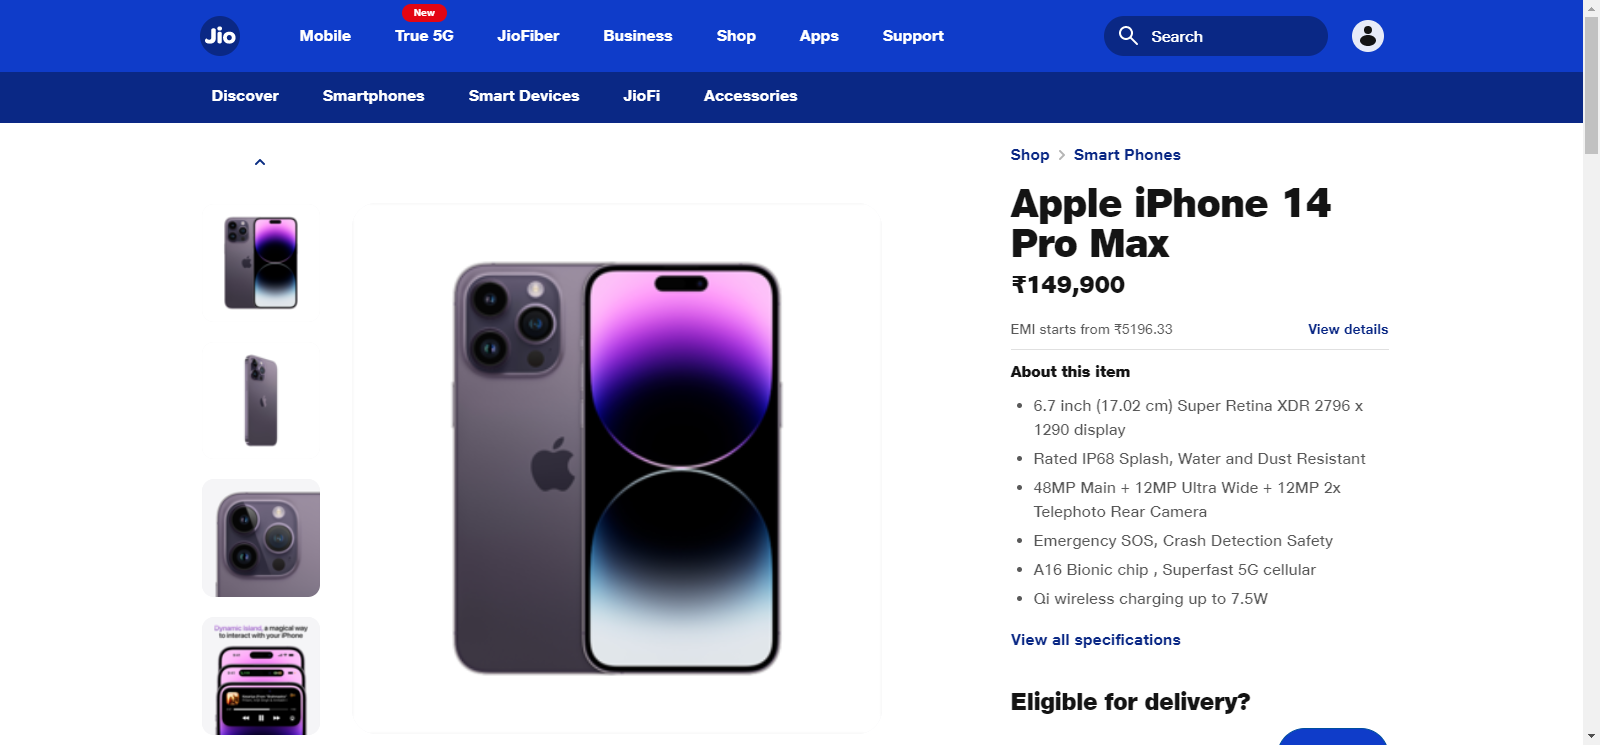 New
Jio
Mobile
True 5G
JioFiber
Business
Shop
Apps
Support
Search
Discover
Smartphones
Smart Devices
JioFi
Accessories
Shop
Smart Phones
Apple iPhone 14
Pro Max
₹149,900
EMI starts from ₹5196.33
View details
About this item
• 6.7 inch (17.02 cm) Super Retina XDR 2796 x
1290 display
• Rated IP68 Splash, Water and Dust Resistant
• 48MP Main + 12MP Ultra Wide + 12MP 2x
Telephoto Rear Camera
• Emergency SOS, Crash Detection Safety
• A16 Bionic chip , Superfast 5G cellular
• Qi wireless charging up to 7.5W
View all specifications
Eligible for delivery?
Dynamic Island, a magical way
to interact with your iPhone